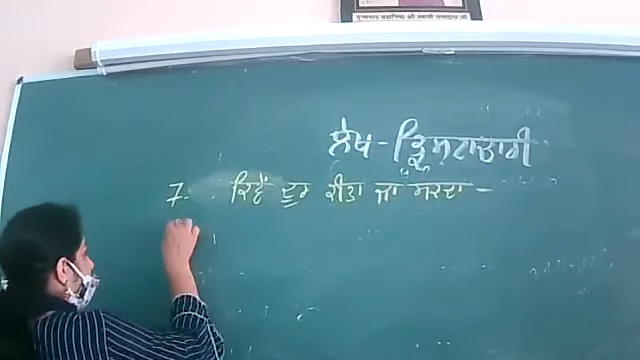 ਲੇਖ - ਭ੍ਰਿਸ਼ਟਾਚਾਰੀ
7. ਕਿਵੇਂ ਦੂਰ ਕੀਤਾ ਜਾ ਸਕਦਾ -